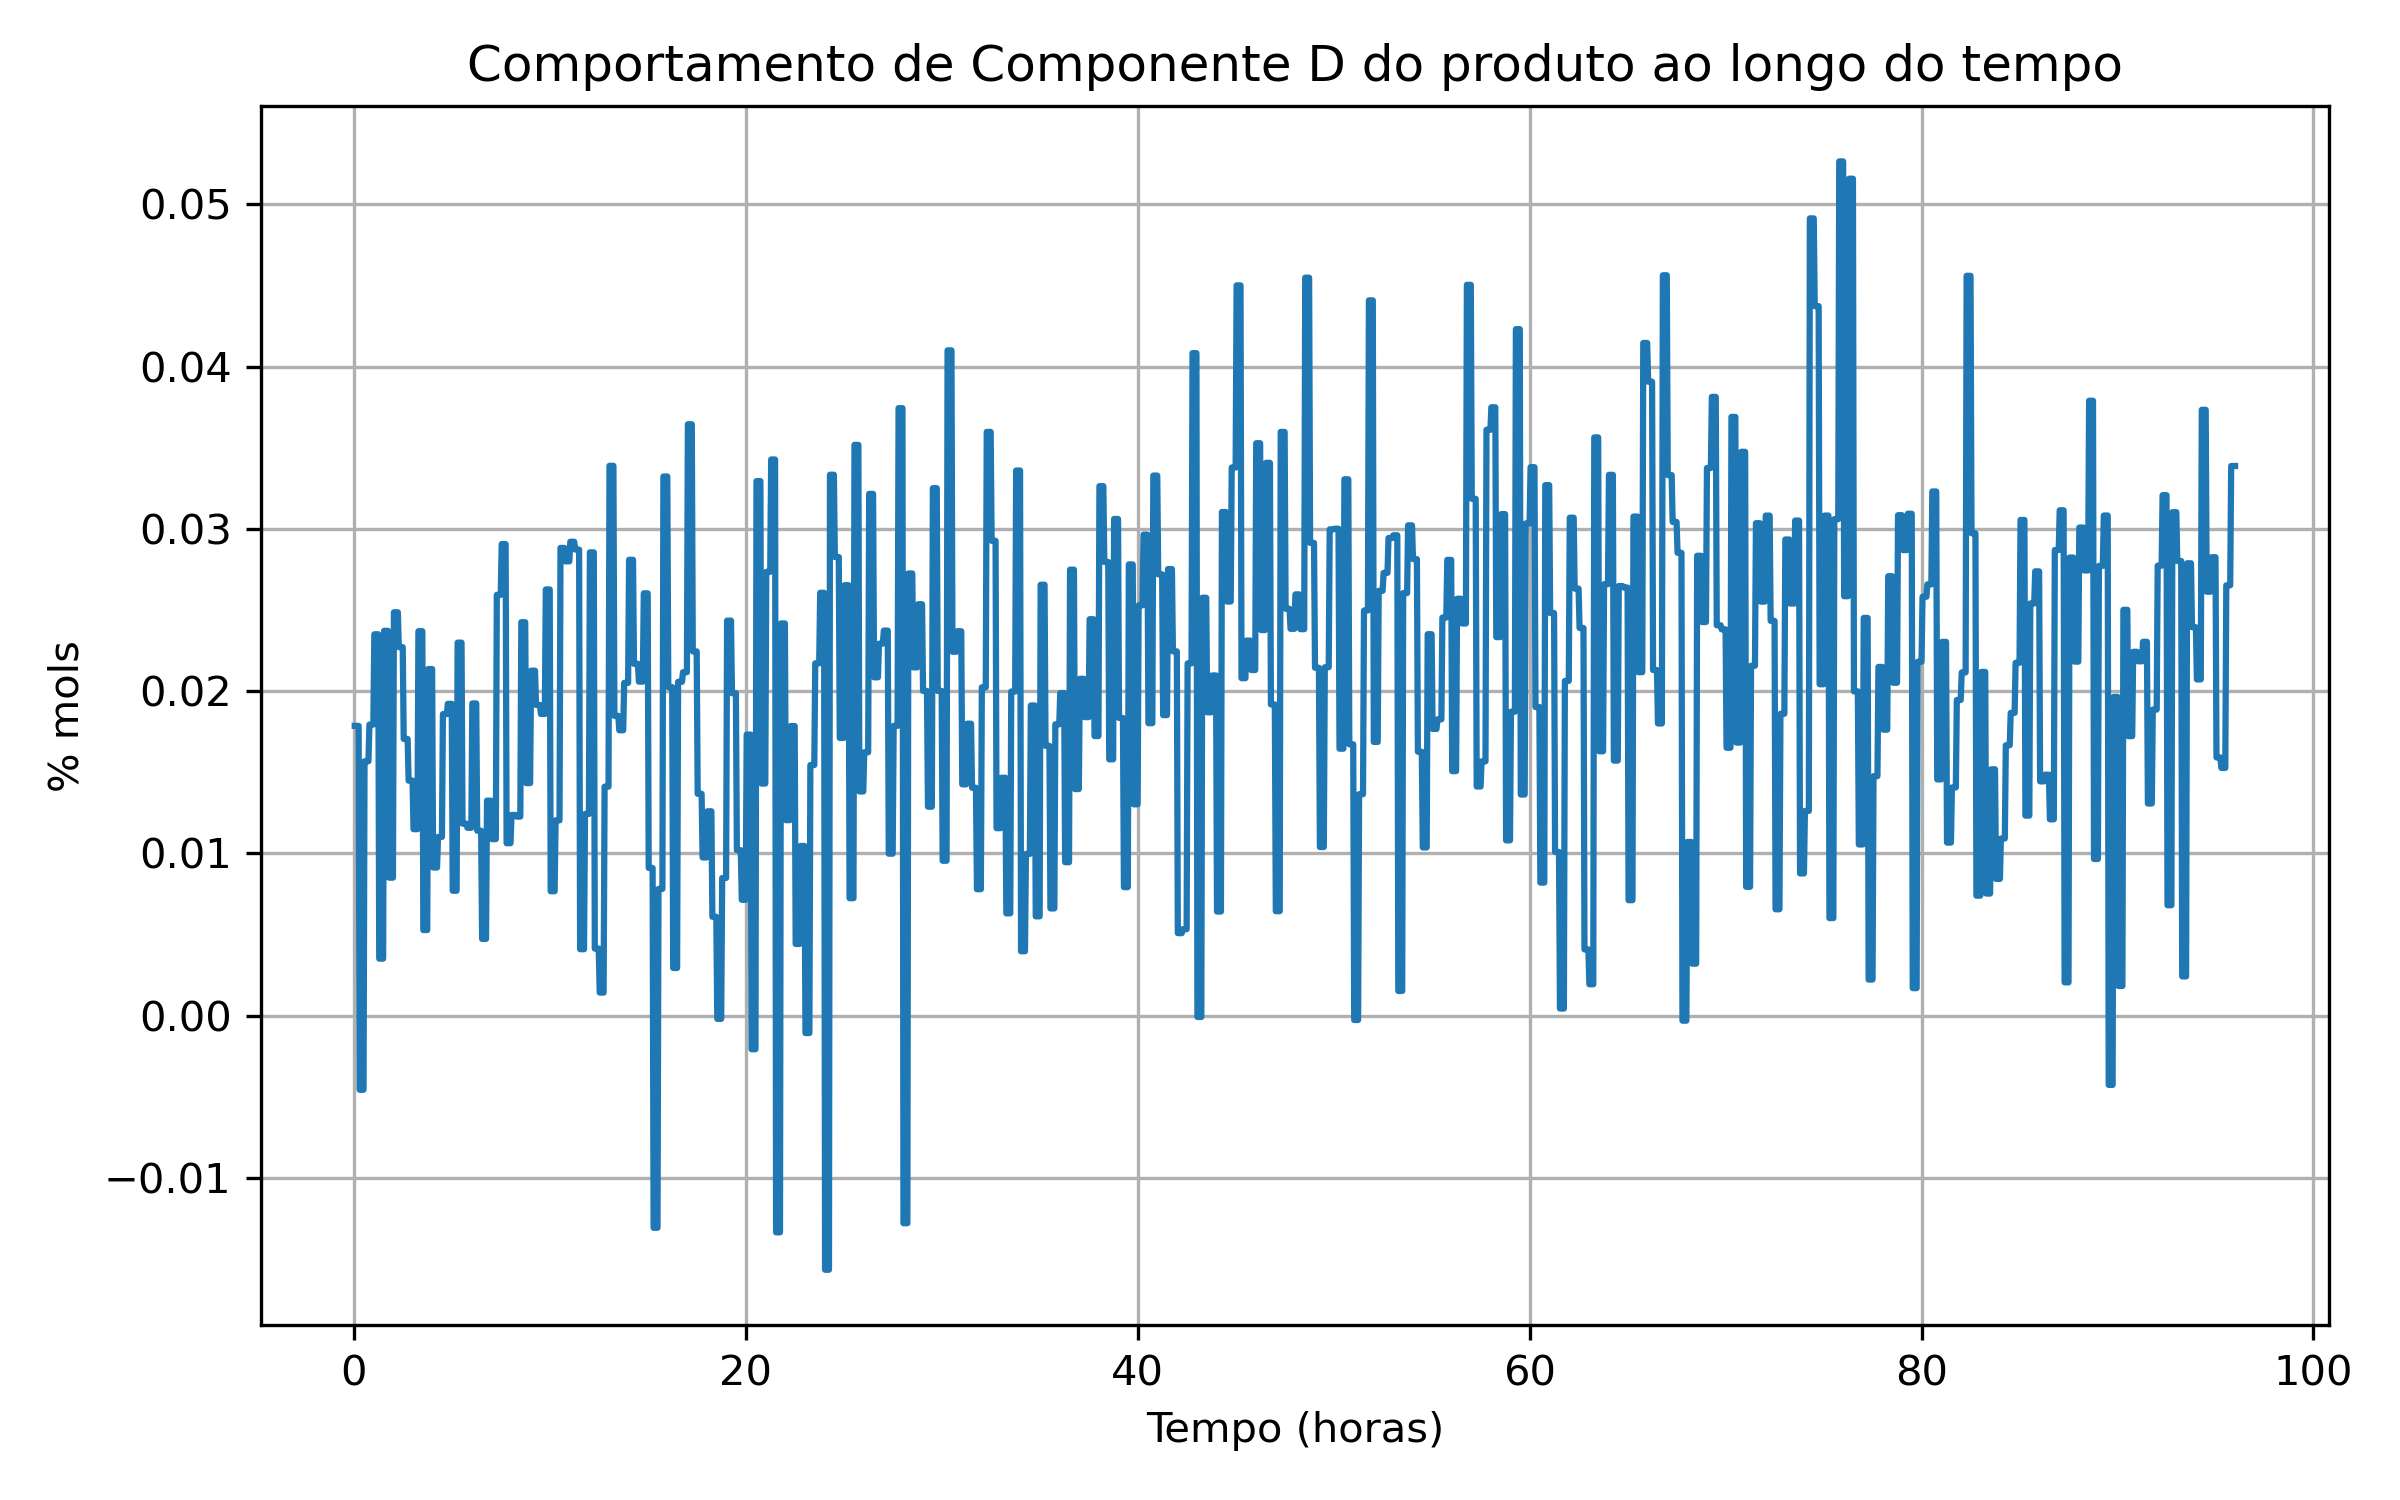 Comportamento de Componente D do produto ao longo do tempo
% mols
0.05
0.04
0.03
0.02
0.01
0.00
−0.01
0 20 40 60 80 100
Tempo (horas)